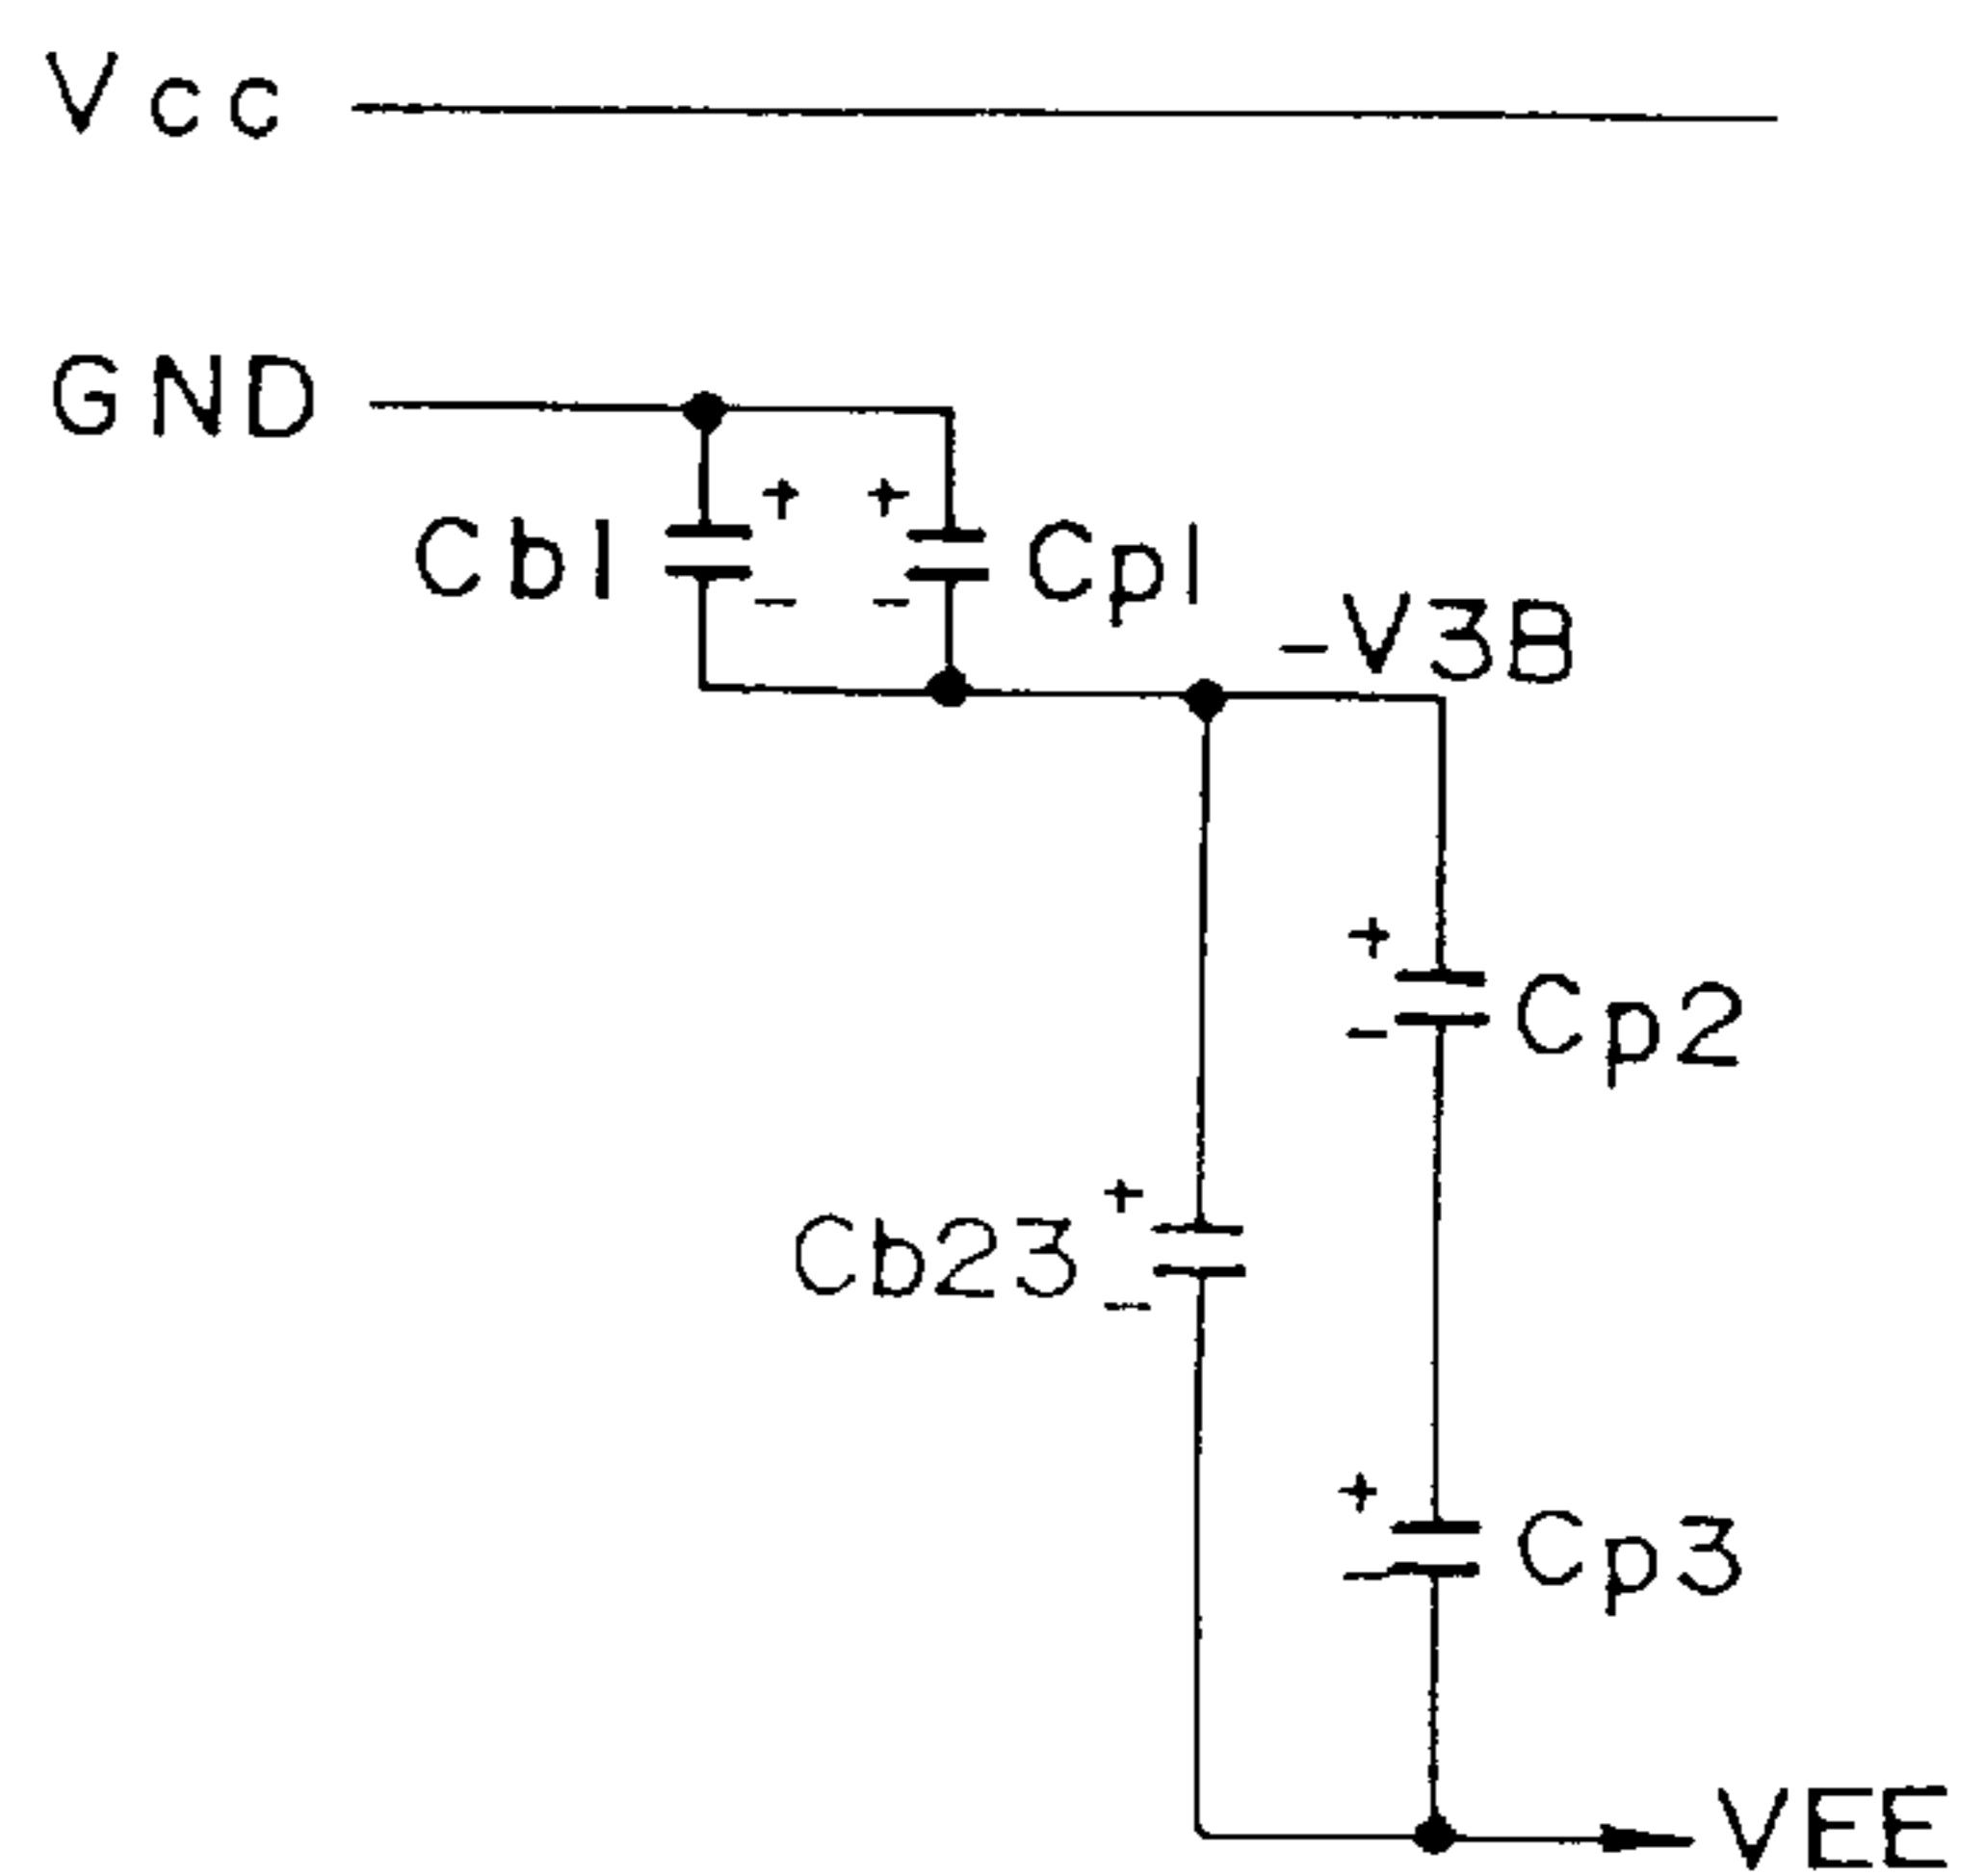 Vcc
GND
Cb1
+ +
- -
Cp1
-V3B
+
-
Cp2
Cb23
+
-
+
-
Cp3
VEE